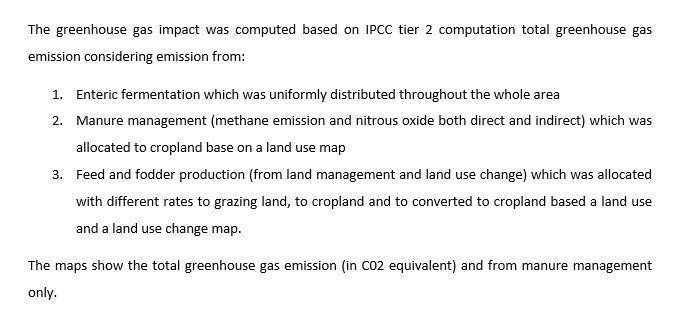 The greenhouse gas impact was computed based on IPCC tier 2 computation total greenhouse gas
emission considering emission from:
1. Enteric fermentation which was uniformly distributed throughout the whole area
2. Manure management (methane emission and nitrous oxide both direct and indirect) which was
allocated to cropland base on a land use map
3. Feed and fodder production (from land management and land use change) which was allocated
with different rates to grazing land, to cropland and to converted to cropland based a land use
and a land use change map.
The maps show the total greenhouse gas emission (in C02 equivalent) and from manure management
only.